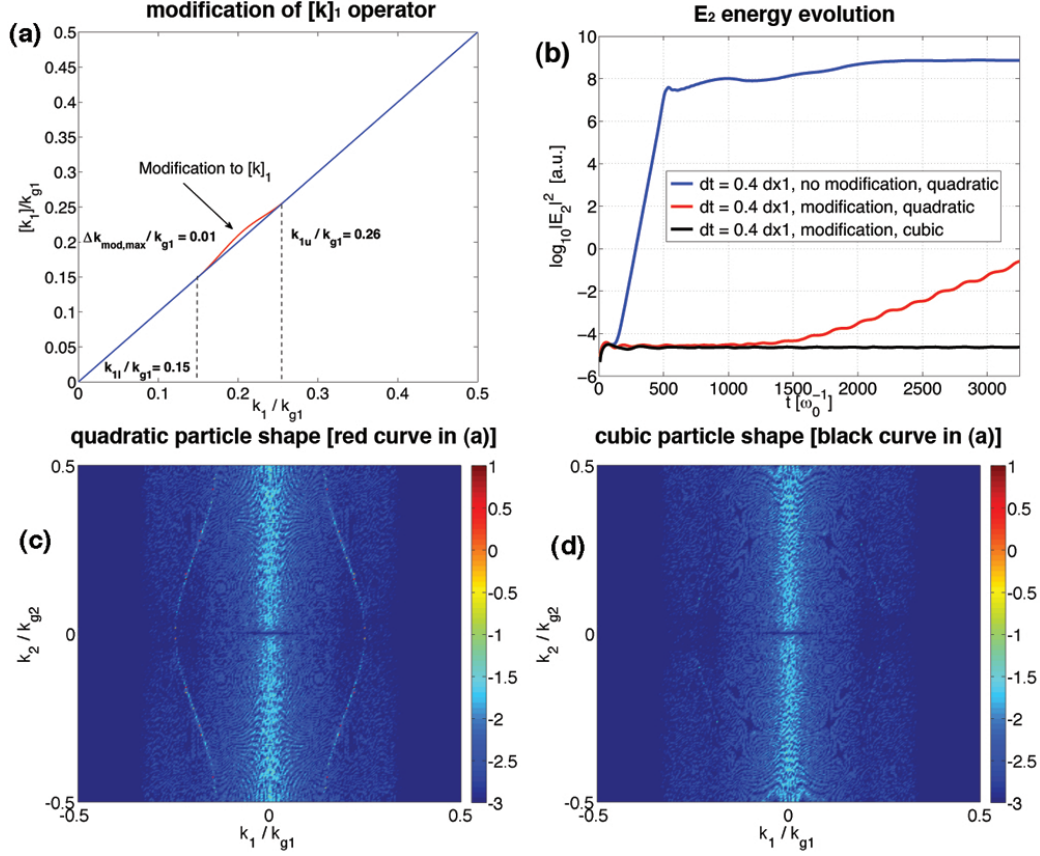 modification of [k]₁ operator
(a)
0.5
0.45
0.4
0.35
0.3
0.25
0.2
0.15
0.1
0.05
0
[k₁]/k_g1
Modification to [k]₁
Δk_mod,max / k_g1 = 0.01
k_1u / k_g1 = 0.26
k_1l / k_g1 = 0.15
0 0.1 0.2 0.3 0.4 0.5
k₁ / k_g1
E₂ energy evolution
(b)
10
8
6
4
2
0
−2
−4
−6
log₁₀|E₂|² [a.u.]
dt = 0.4 dx1, no modification, quadratic
dt = 0.4 dx1, modification, quadratic
dt = 0.4 dx1, modification, cubic
0 500 1000 1500 2000 2500 3000
t [ω₀⁻¹]
quadratic particle shape [red curve in (a)]
(c)
0.5
0
-0.5
k₂ / k_g2
-0.5 0 0.5
k₁ / k_g1
1
0.5
0
-0.5
-1
-1.5
-2
-2.5
-3
cubic particle shape [black curve in (a)]
(d)
0.5
0
-0.5
k₂ / k_g2
-0.5 0 0.5
k₁ / k_g1
1
0.5
0
-0.5
-1
-1.5
-2
-2.5
-3